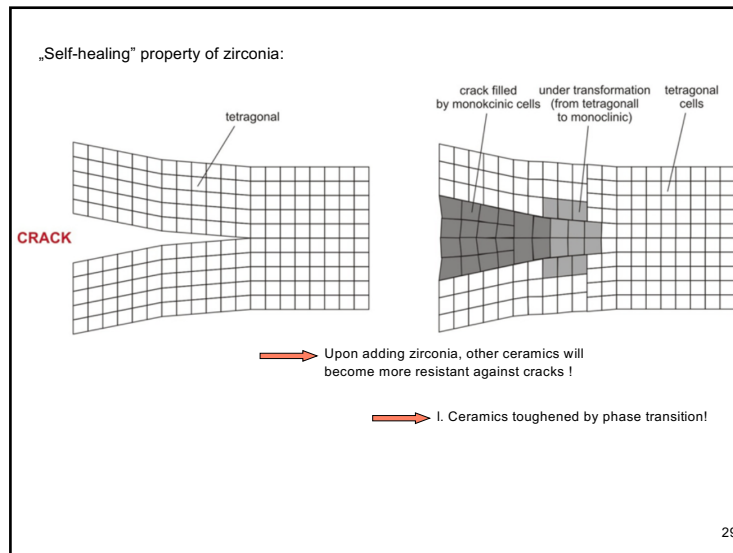 „Self-healing” property of zirconia:
tetragonal
CRACK
crack filled
by monokcinic cells
under transformation
(from tetragonall
to monoclinic)
tetragonal
cells
Upon adding zirconia, other ceramics will
become more resistant against cracks !
I. Ceramics toughened by phase transition!
29